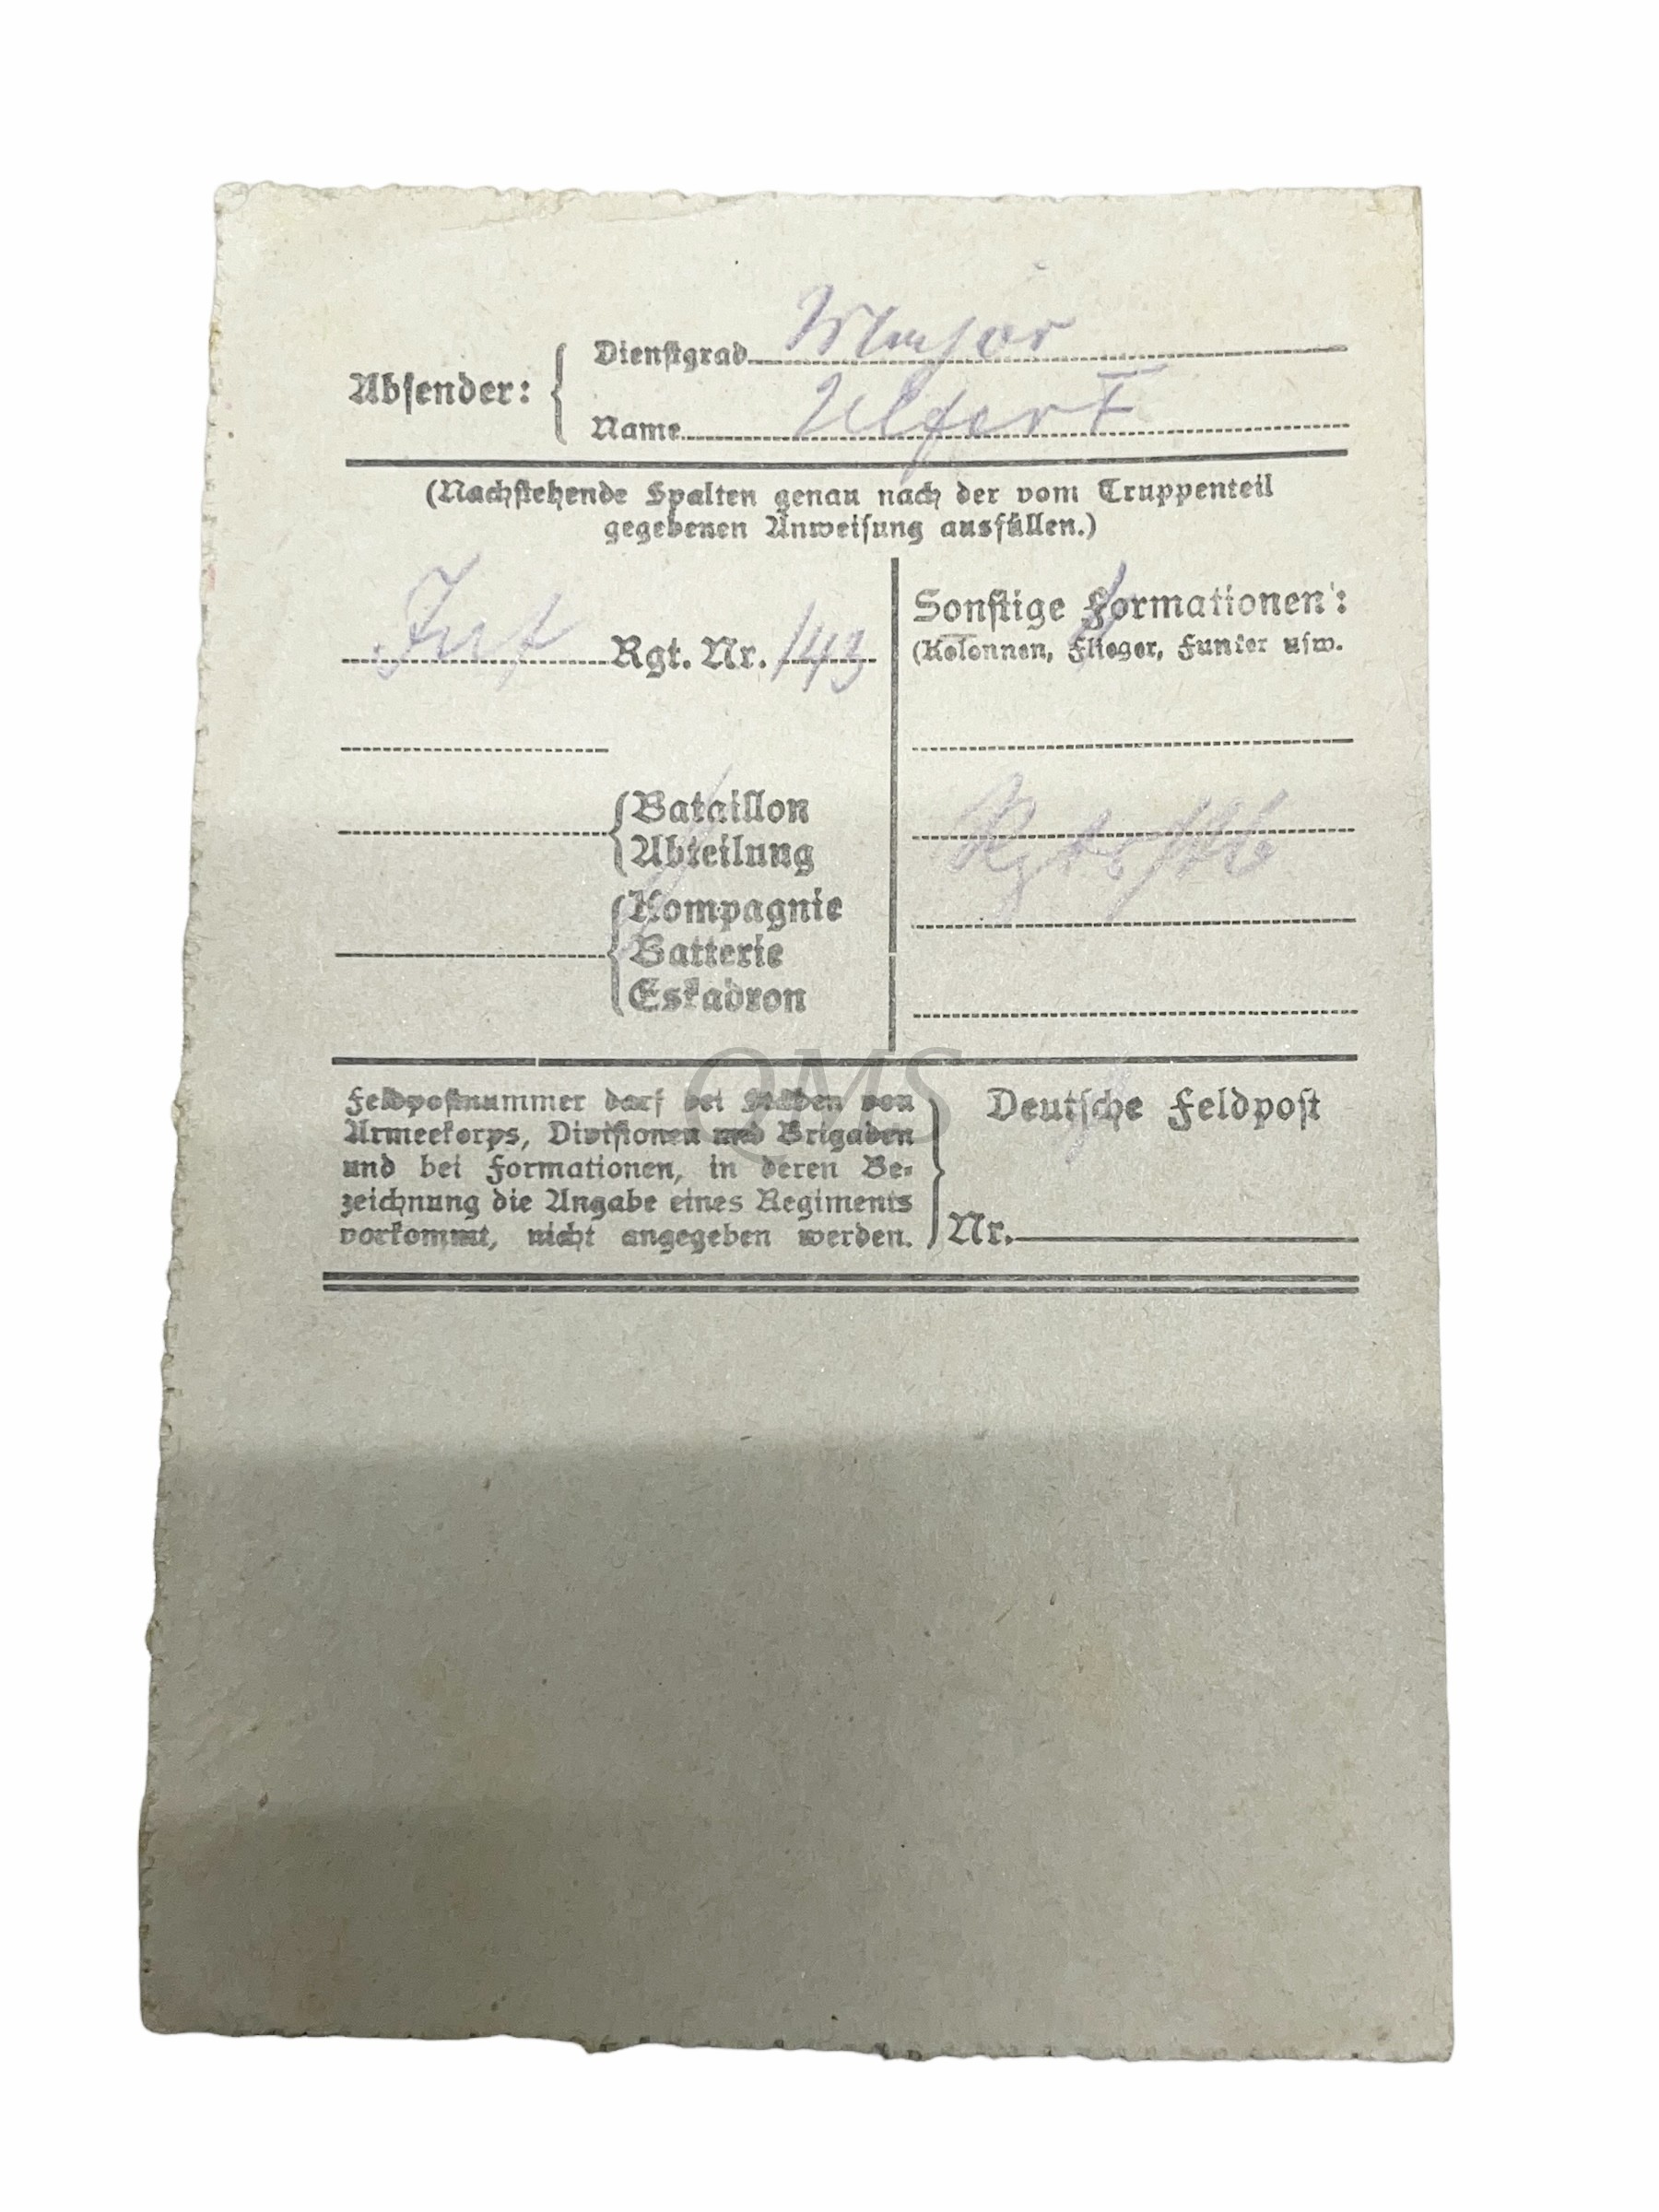 Absender: { Dienstgrad Major
Name Ulfert
(Nachstehende Spalten genau nach der vom Truppenteil
gegebenen Anweisung ausfüllen.)
Inf Rgt. Nr. 143
Bataillon
Abteilung
Kompagnie
Batterie
Eskadron
Sonstige Formationen:
(Kolonnen, Flieger, Funker usw.
Feldpostnummer darf bei Stäben von
Armeekorps, Divisionen und Brigaden
und bei Formationen, in deren Be-
zeichnung die Angabe eines Regiments
vorkommt, nicht angegeben werden.
Deutsche Feldpost
Nr.
QMS